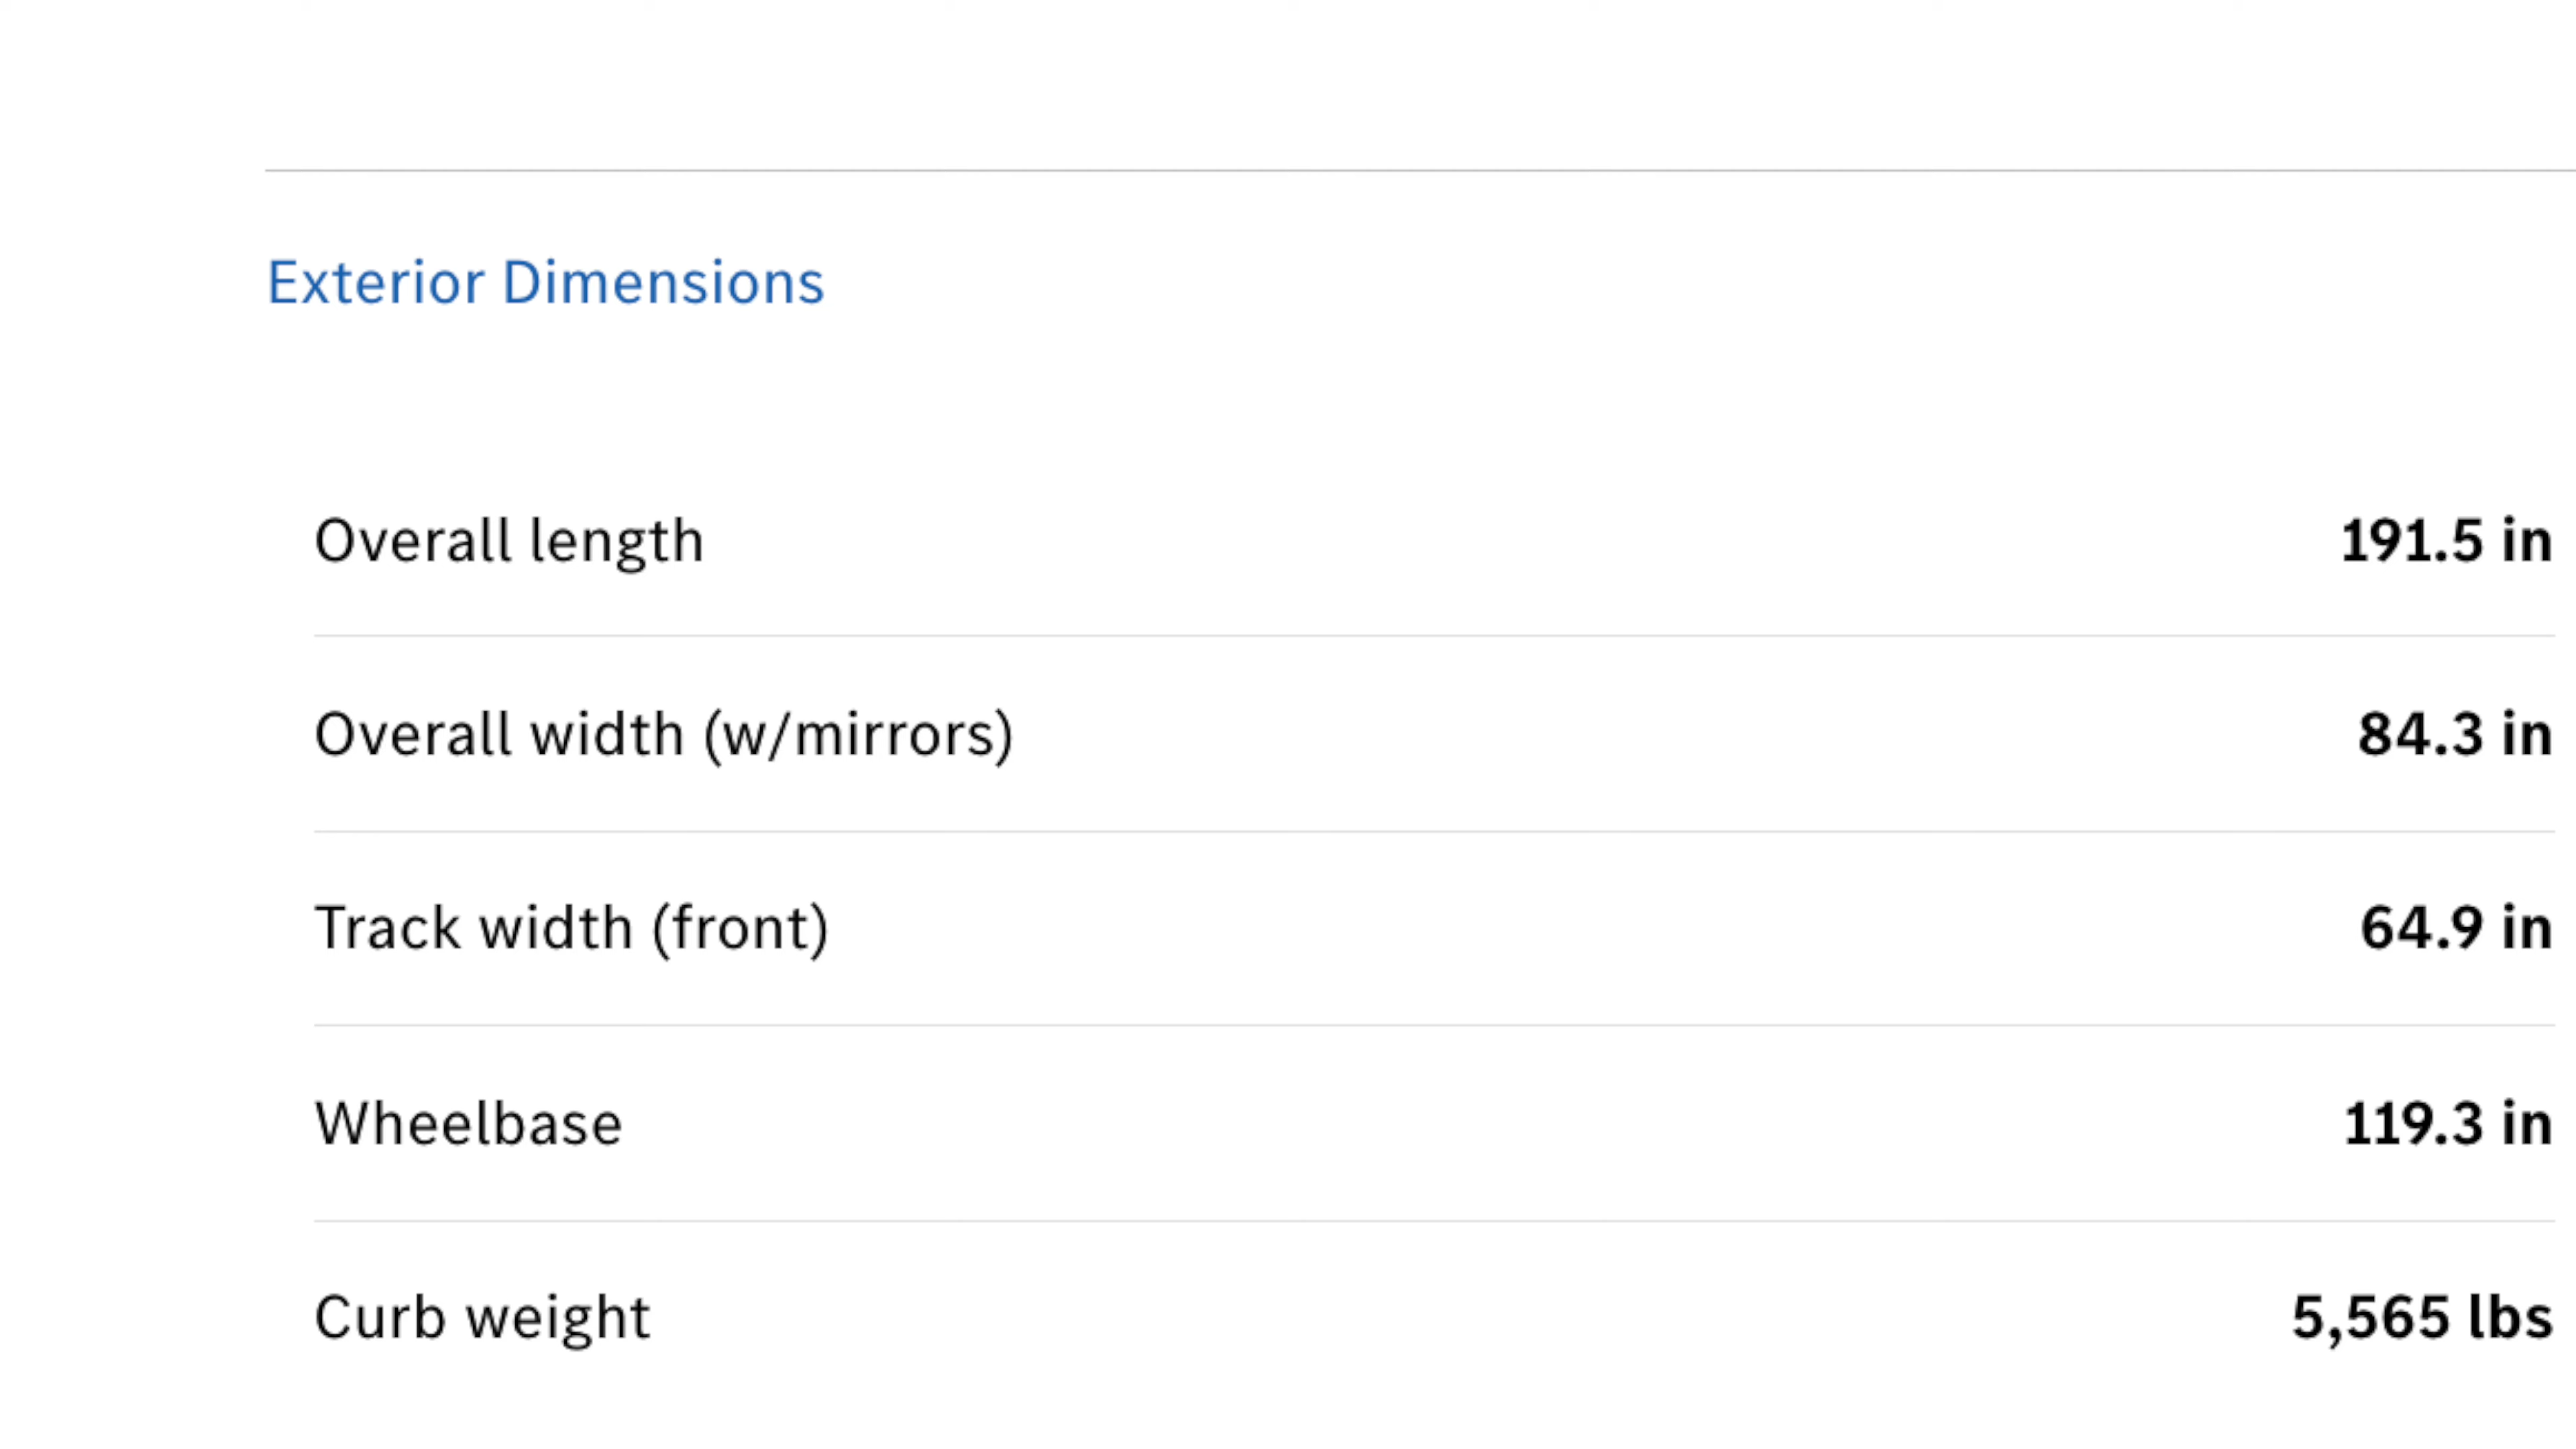 Exterior Dimensions
Overall length 191.5 in
Overall width (w/mirrors) 84.3 in
Track width (front) 64.9 in
Wheelbase 119.3 in
Curb weight 5,565 lbs